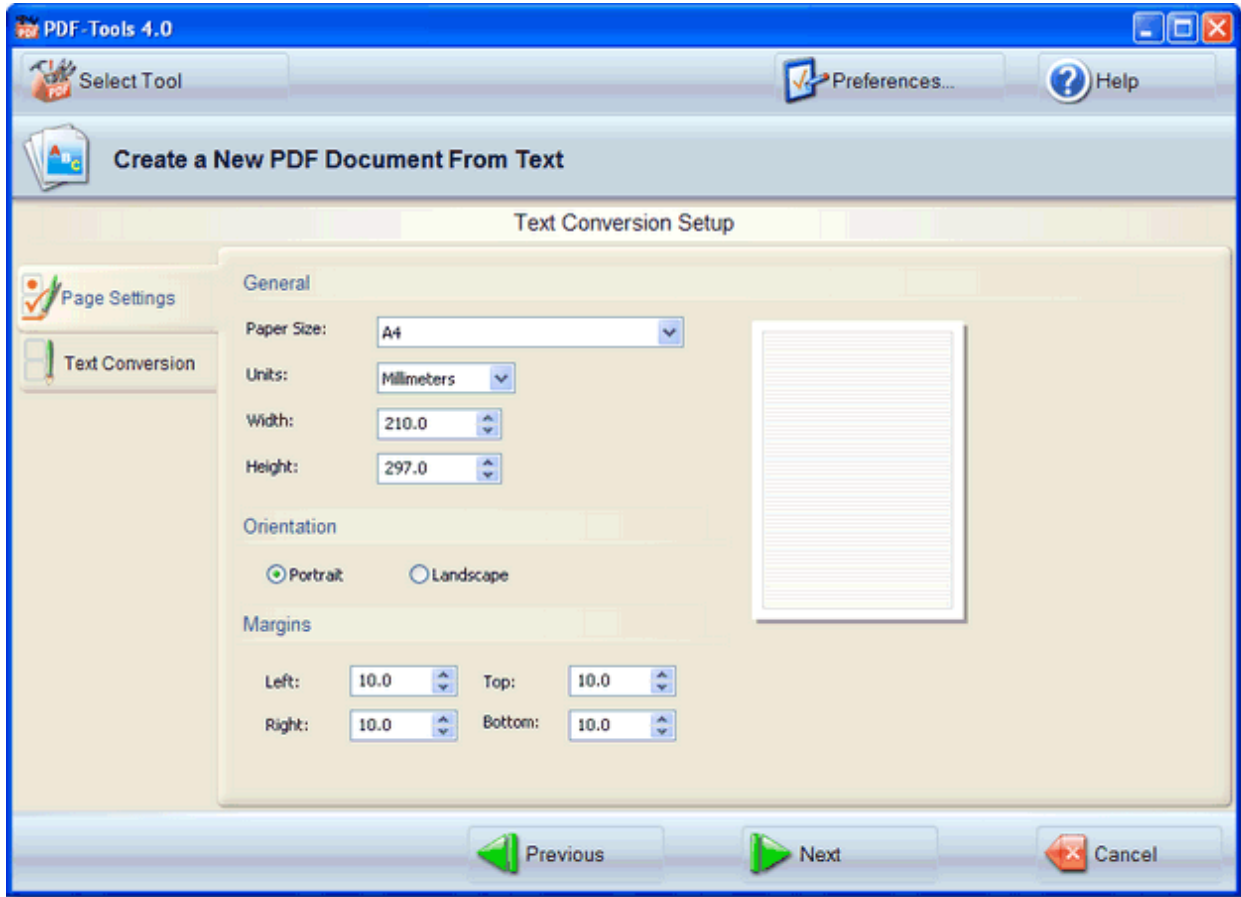 PDF-Tools 4.0
Select Tool Preferences... Help
Create a New PDF Document From Text
Text Conversion Setup
Page Settings
Text Conversion
General
Paper Size: A4
Units: Millimeters
Width: 210.0
Height: 297.0
Orientation
Portrait Landscape
Margins
Left: 10.0 Top: 10.0
Right: 10.0 Bottom: 10.0
Previous Next Cancel